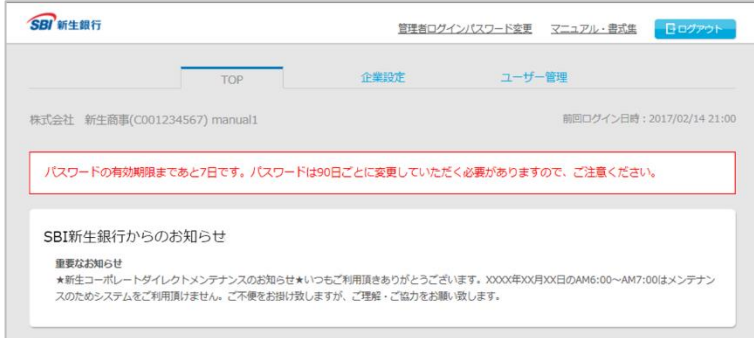 SBI 新生銀行
管理者ログインパスワード変更 マニュアル・書式集 ログアウト
TOP 企業設定 ユーザー管理
株式会社 新生商事(C001234567) manual1 前回ログイン日時:2017/02/14 21:00
パスワードの有効期限まであと7日です。パスワードは90日ごとに変更していただく必要がありますので、ご注意ください。
SBI新生銀行からのお知らせ
重要なお知らせ
★新生コーポレートダイレクトメンテナンスのお知らせ★いつもご利用頂きありがとうございます。XXXX年XX月XX日のAM6:00～AM7:00はメンテナン
スのためシステムをご利用頂けません。ご不便をお掛け致しますが、ご理解・ご協力をお願い致します。